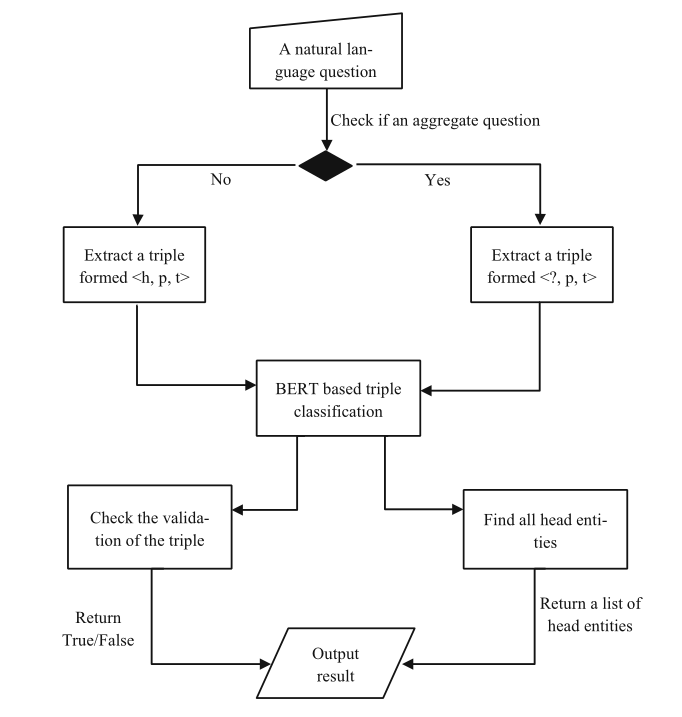 A natural lan-
guage question
Check if an aggregate question
No
Yes
Extract a triple
formed <h, p, t>
Extract a triple
formed <?, p, t>
BERT based triple
classification
Check the valida-
tion of the triple
Find all head enti-
ties
Return
True/False
Return a list of
head entities
Output
result